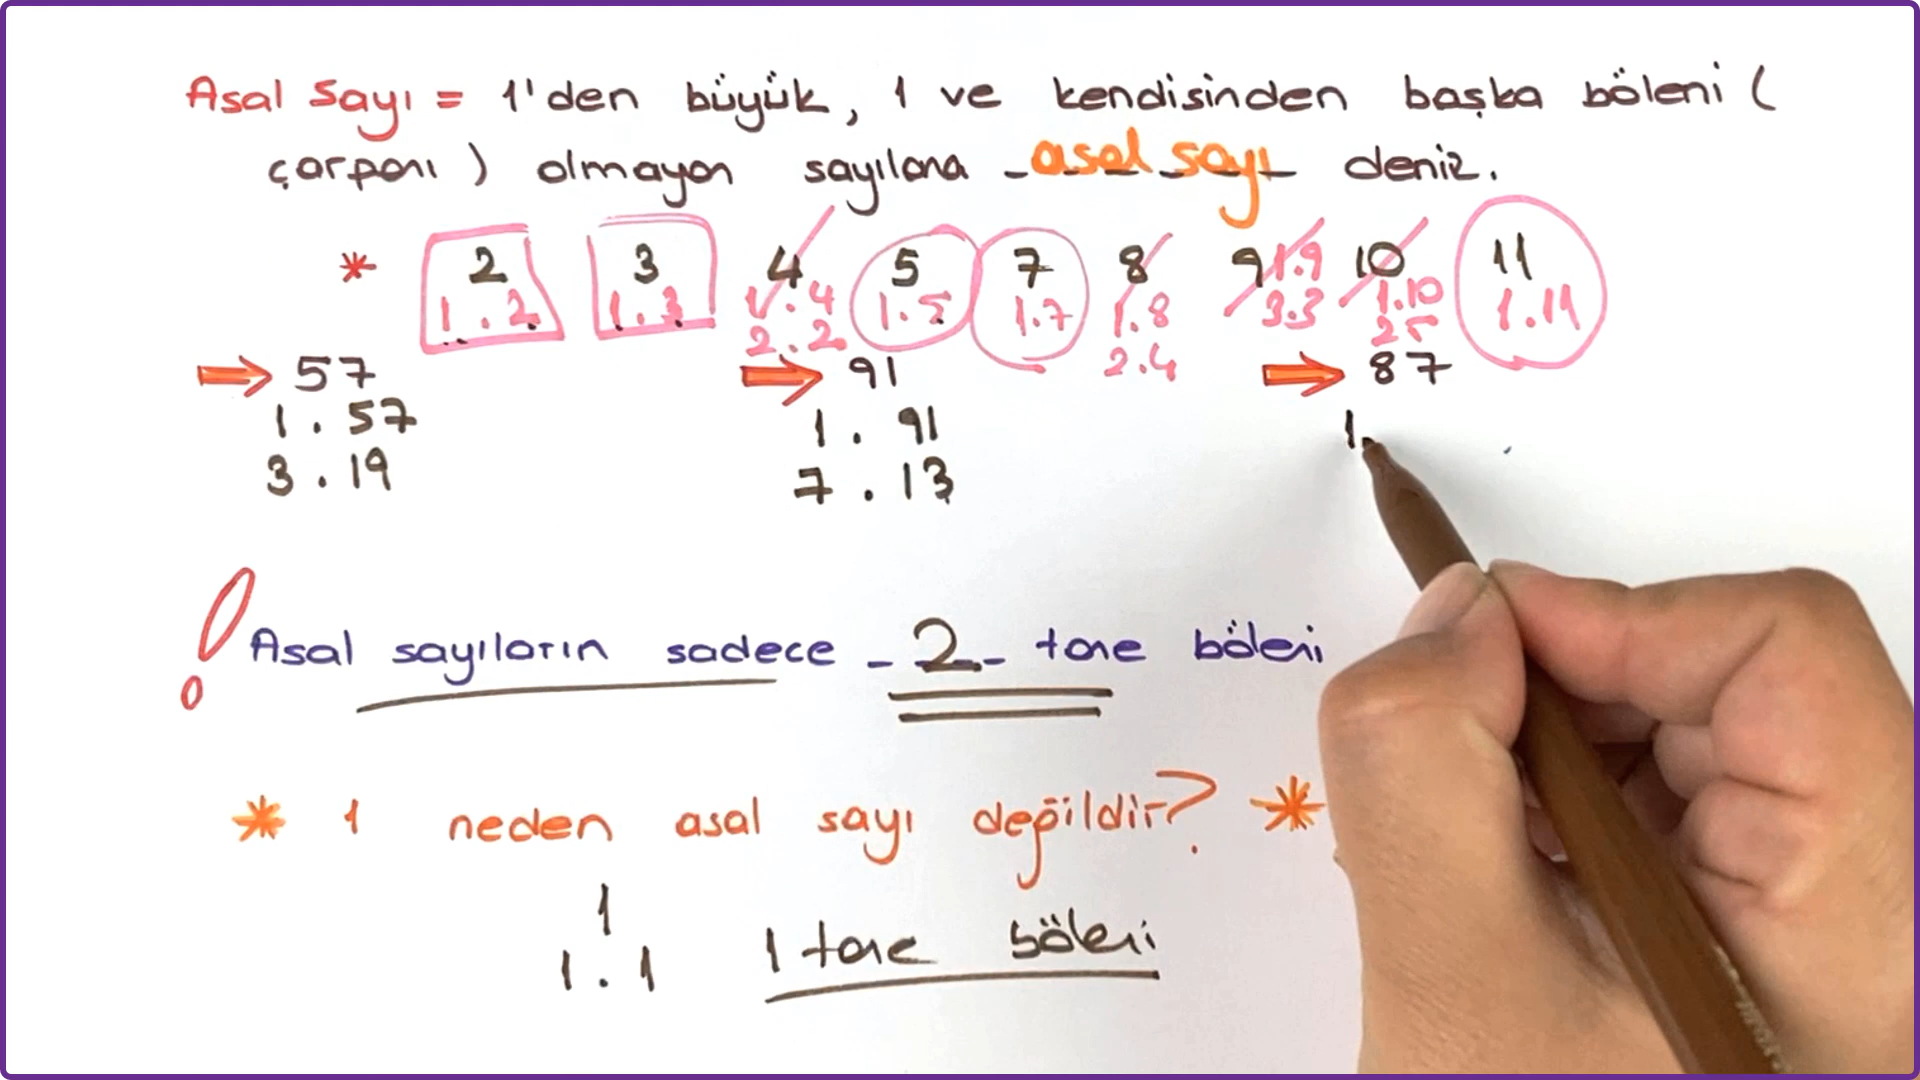 Asal Sayı = 1'den büyük, 1 ve kendisinden başka böleni (
çarpanı) olmayan sayılara asal sayı denir.
* 2 3 4 5 7 8 9 10 11
1.2 1.3 1.4 1.5 1.7 1.8 1.9 1.10 1.11
2.2 2.4 3.3 2 5
57 91 87
1.57 1.91 1.
3.19 7.13
! Asal sayıların sadece 2 tane böleni
* 1 neden asal sayı değildir? *
1
1.1 1 tane böleni